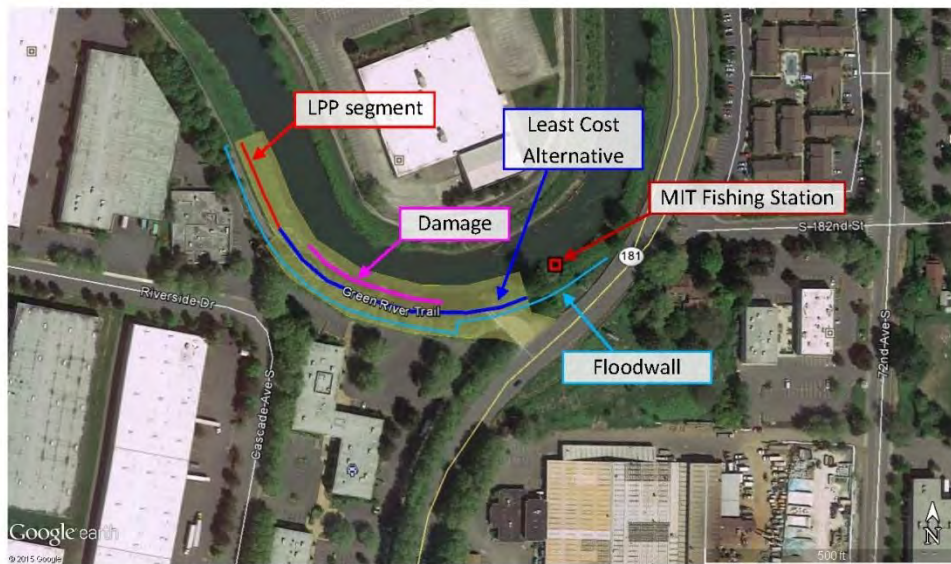 LPP segment
Least Cost
Alternative
MIT Fishing Station
Damage
S 182nd St
181
Green River Trail
Riverside Dr
Floodwall
72nd Ave S
Cascade Ave S
Google earth
© 2015 Google
N
500 ft